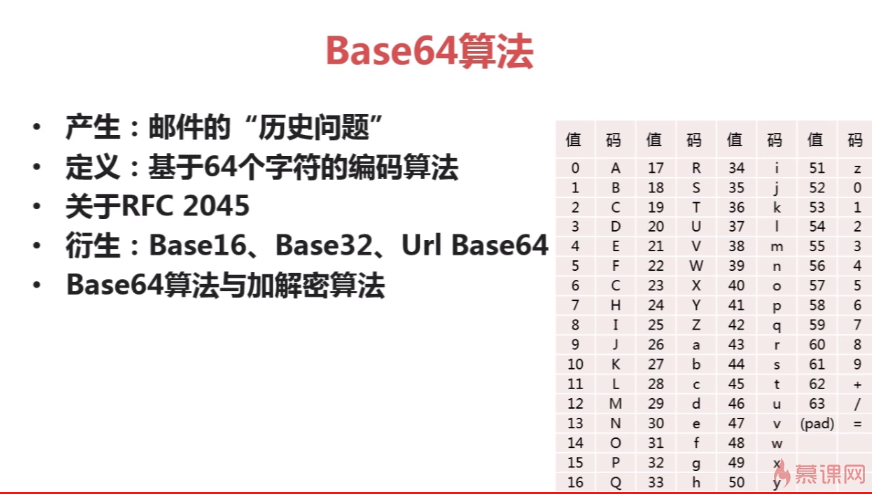 Base64算法
• 产生：邮件的“历史问题”
• 定义：基于64个字符的编码算法
• 关于RFC 2045
• 衍生：Base16、Base32、Url Base64
• Base64算法与加解密算法
值 码 值 码 值 码 值 码
0 A 17 R 34 i 51 z
1 B 18 S 35 j 52 0
2 C 19 T 36 k 53 1
3 D 20 U 37 l 54 2
4 E 21 V 38 m 55 3
5 F 22 W 39 n 56 4
6 C 23 X 40 o 57 5
7 H 24 Y 41 p 58 6
8 I 25 Z 42 q 59 7
9 J 26 a 43 r 60 8
10 K 27 b 44 s 61 9
11 L 28 c 45 t 62 +
12 M 29 d 46 u 63 /
13 N 30 e 47 v (pad) =
14 O 31 f 48 w
15 P 32 g 49 x
16 Q 33 h 50 y
慕课网